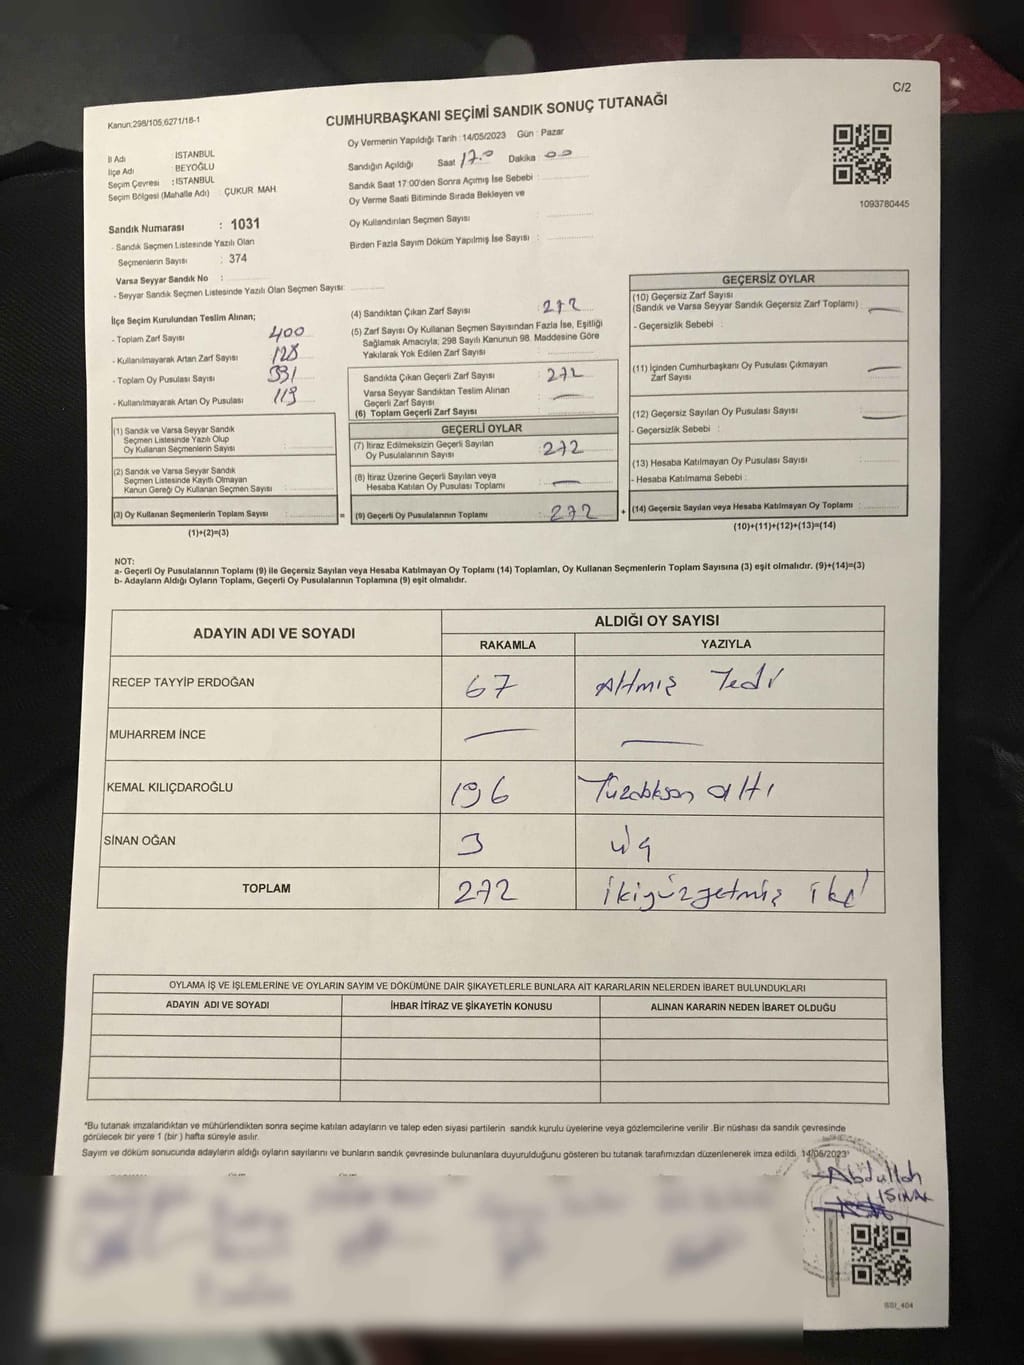 C/2
Kanun:298/105,6271/18-1
CUMHURBAŞKANI SEÇİMİ SANDIK SONUÇ TUTANAĞI
Oy Vermenin Yapıldığı Tarih : 14/05/2023 Gün : Pazar
İl Adı : İSTANBUL
İlçe Adı : BEYOĞLU
Seçim Çevresi : İSTANBUL
Seçim Bölgesi (Mahalle Adı) : ÇUKUR MAH.
Sandığın Açıldığı Saat 17.0 Dakika 00
Sandık Saat 17:00'den Sonra Açılmış İse Sebebi :
Oy Verme Saati Bitiminde Sırada Bekleyen ve
Oy Kullandırılan Seçmen Sayısı :
Birden Fazla Sayım Döküm Yapılmış İse Sayısı :
1093780445
Sandık Numarası : 1031
- Sandık Seçmen Listesinde Yazılı Olan
Seçmenlerin Sayısı : 374
Varsa Seyyar Sandık No :
- Seyyar Sandık Seçmen Listesinde Yazılı Olan Seçmen Sayısı:
İlçe Seçim Kurulundan Teslim Alınan;
- Toplam Zarf Sayısı : 400
- Kullanılmayarak Artan Zarf Sayısı : 128
- Toplam Oy Pusulası Sayısı : 391
- Kullanılmayarak Artan Oy Pusulası : 119
(1) Sandık ve Varsa Seyyar Sandık
Seçmen Listesinde Yazılı Olup
Oy Kullanan Seçmenlerin Sayısı :
(2) Sandık ve Varsa Seyyar Sandık
Seçmen Listesinde Kayıtlı Olmayan
Kanun Gereği Oy Kullanan Seçmen Sayısı :
(3) Oy Kullanan Seçmenlerin Toplam Sayısı :
(1)+(2)=(3)
(4) Sandıktan Çıkan Zarf Sayısı : 272
(5) Zarf Sayısı Oy Kullanan Seçmen Sayısından Fazla İse, Eşitliği
Sağlamak Amacıyla, 298 Sayılı Kanunun 98. Maddesine Göre
Yakılarak Yok Edilen Zarf Sayısı :
Sandıkta Çıkan Geçerli Zarf Sayısı : 272
Varsa Seyyar Sandıktan Teslim Alınan
Geçerli Zarf Sayısı : —
(6) Toplam Geçerli Zarf Sayısı :
GEÇERLİ OYLAR
(7) İtiraz Edilmeksizin Geçerli Sayılan
Oy Pusulalarının Sayısı : 272
(8) İtiraz Üzerine Geçerli Sayılan veya
Hesaba Katılan Oy Pusulası Toplamı : —
(9) Geçerli Oy Pusulalarının Toplamı : 272
GEÇERSİZ OYLAR
(10) Geçersiz Zarf Sayısı
(Sandık ve Varsa Seyyar Sandık Geçersiz Zarf Toplamı) : —
- Geçersizlik Sebebi :
(11) İçinden Cumhurbaşkanı Oy Pusulası Çıkmayan
Zarf Sayısı : —
(12) Geçersiz Sayılan Oy Pusulası Sayısı : —
- Geçersizlik Sebebi :
(13) Hesaba Katılmayan Oy Pusulası Sayısı :
- Hesaba Katılmama Sebebi :
(14) Geçersiz Sayılan veya Hesaba Katılmayan Oy Toplamı :
(10)+(11)+(12)+(13)=(14)
NOT:
a- Geçerli Oy Pusulalarının Toplamı (9) ile Geçersiz Sayılan veya Hesaba Katılmayan Oy Toplamı (14) Toplamları, Oy Kullanan Seçmenlerin Toplam Sayısına (3) eşit olmalıdır. (9)+(14)=(3)
b- Adayların Aldığı Oyların Toplamı, Geçerli Oy Pusulalarının Toplamına (9) eşit olmalıdır.
ADAYIN ADI VE SOYADI ALDIĞI OY SAYISI
RAKAMLA YAZIYLA
RECEP TAYYİP ERDOĞAN 67 Altmış Yedi
MUHARREM İNCE — —
KEMAL KILIÇDAROĞLU 196 Yüzdoksan altı
SİNAN OĞAN 3 üç
TOPLAM 272 ikiyüzyetmiş iki
OYLAMA İŞ VE İŞLEMLERİNE VE OYLARIN SAYIM VE DÖKÜMÜNE DAİR ŞİKAYETLERLE BUNLARA AİT KARARLARIN NELERDEN İBARET BULUNDUKLARI
ADAYIN ADI VE SOYADI İHBAR İTİRAZ VE ŞİKAYETİN KONUSU ALINAN KARARIN NEDEN İBARET OLDUĞU
*Bu tutanak imzalandıktan ve mühürlendikten sonra seçime katılan adayların ve talep eden siyasi partilerin sandık kurulu üyelerine veya gözlemcilerine verilir. Bir nüshası da sandık çevresinde
görülecek bir yere 1 (bir) hafta süreyle asılır.
Sayım ve döküm sonucunda adayların aldığı oyların sayılarını ve bunların sandık çevresinde bulunanlara duyurulduğunu gösteren bu tutanak tarafımızdan düzenlenerek imza edildi. 14/05/2023
Abdullah
IŞINAK